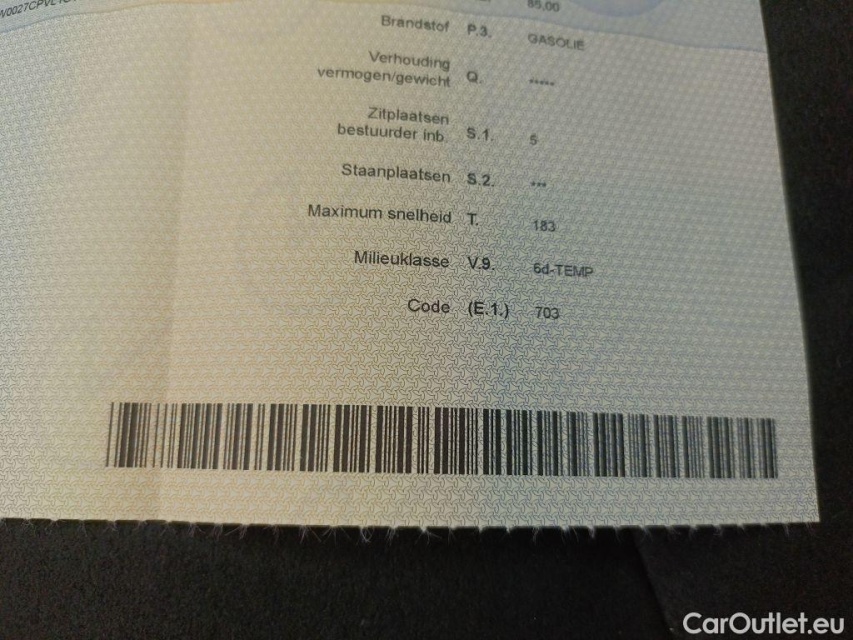 85,00
Brandstof P.3. GASOLIE
Verhouding
vermogen/gewicht Q. *****
Zitplaatsen
bestuurder inb. S.1. 5
Staanplaatsen S.2. ***
Maximum snelheid T. 183
Milieuklasse V.9. 6d-TEMP
Code (E.1.) 703
CarOutlet.eu